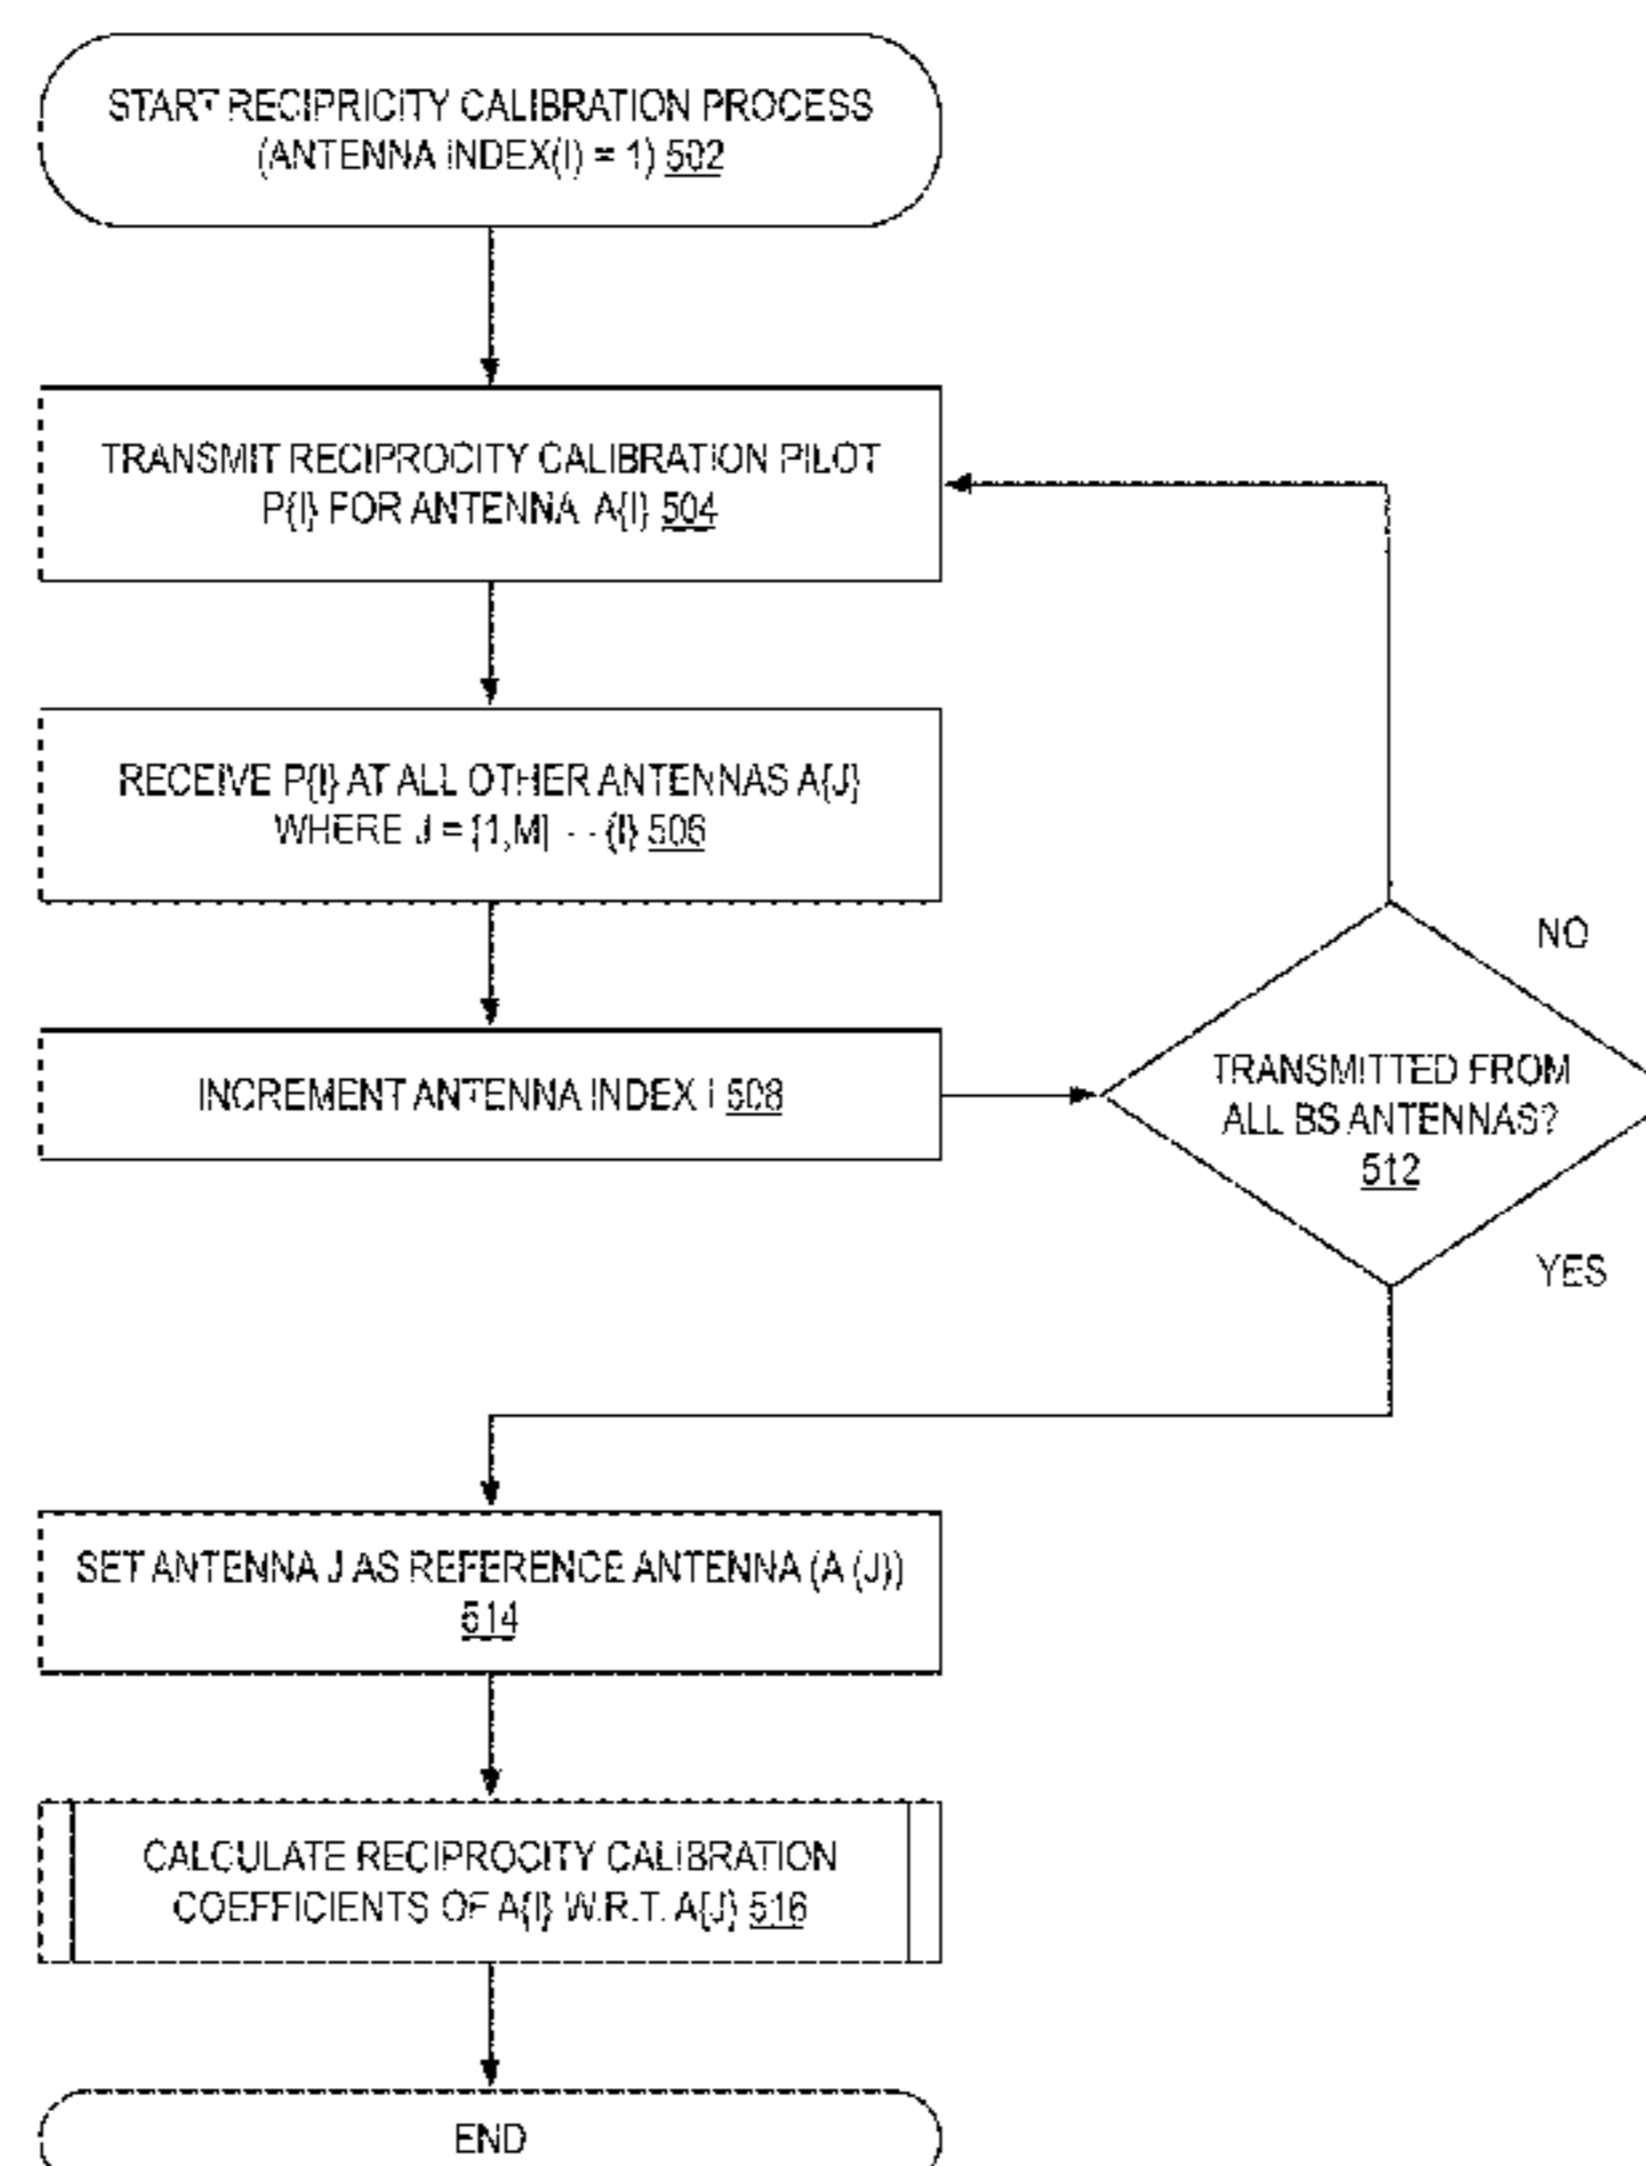 START RECIPRICITY CALIBRATION PROCESS
(ANTENNA INDEX(I) = 1) 502
TRANSMIT RECIPROCITY CALIBRATION PILOT
P{I} FOR ANTENNA A{I} 504
RECEIVE P{I} AT ALL OTHER ANTENNAS A{J}
WHERE J = [1,M] - - {I} 506
INCREMENT ANTENNA INDEX I 508
NO
TRANSMITTED FROM
ALL BS ANTENNAS?
512
YES
SET ANTENNA J AS REFERENCE ANTENNA (A (J))
514
CALCULATE RECIPROCITY CALIBRATION
COEFFICIENTS OF A{I} W.R.T. A{J} 516
END